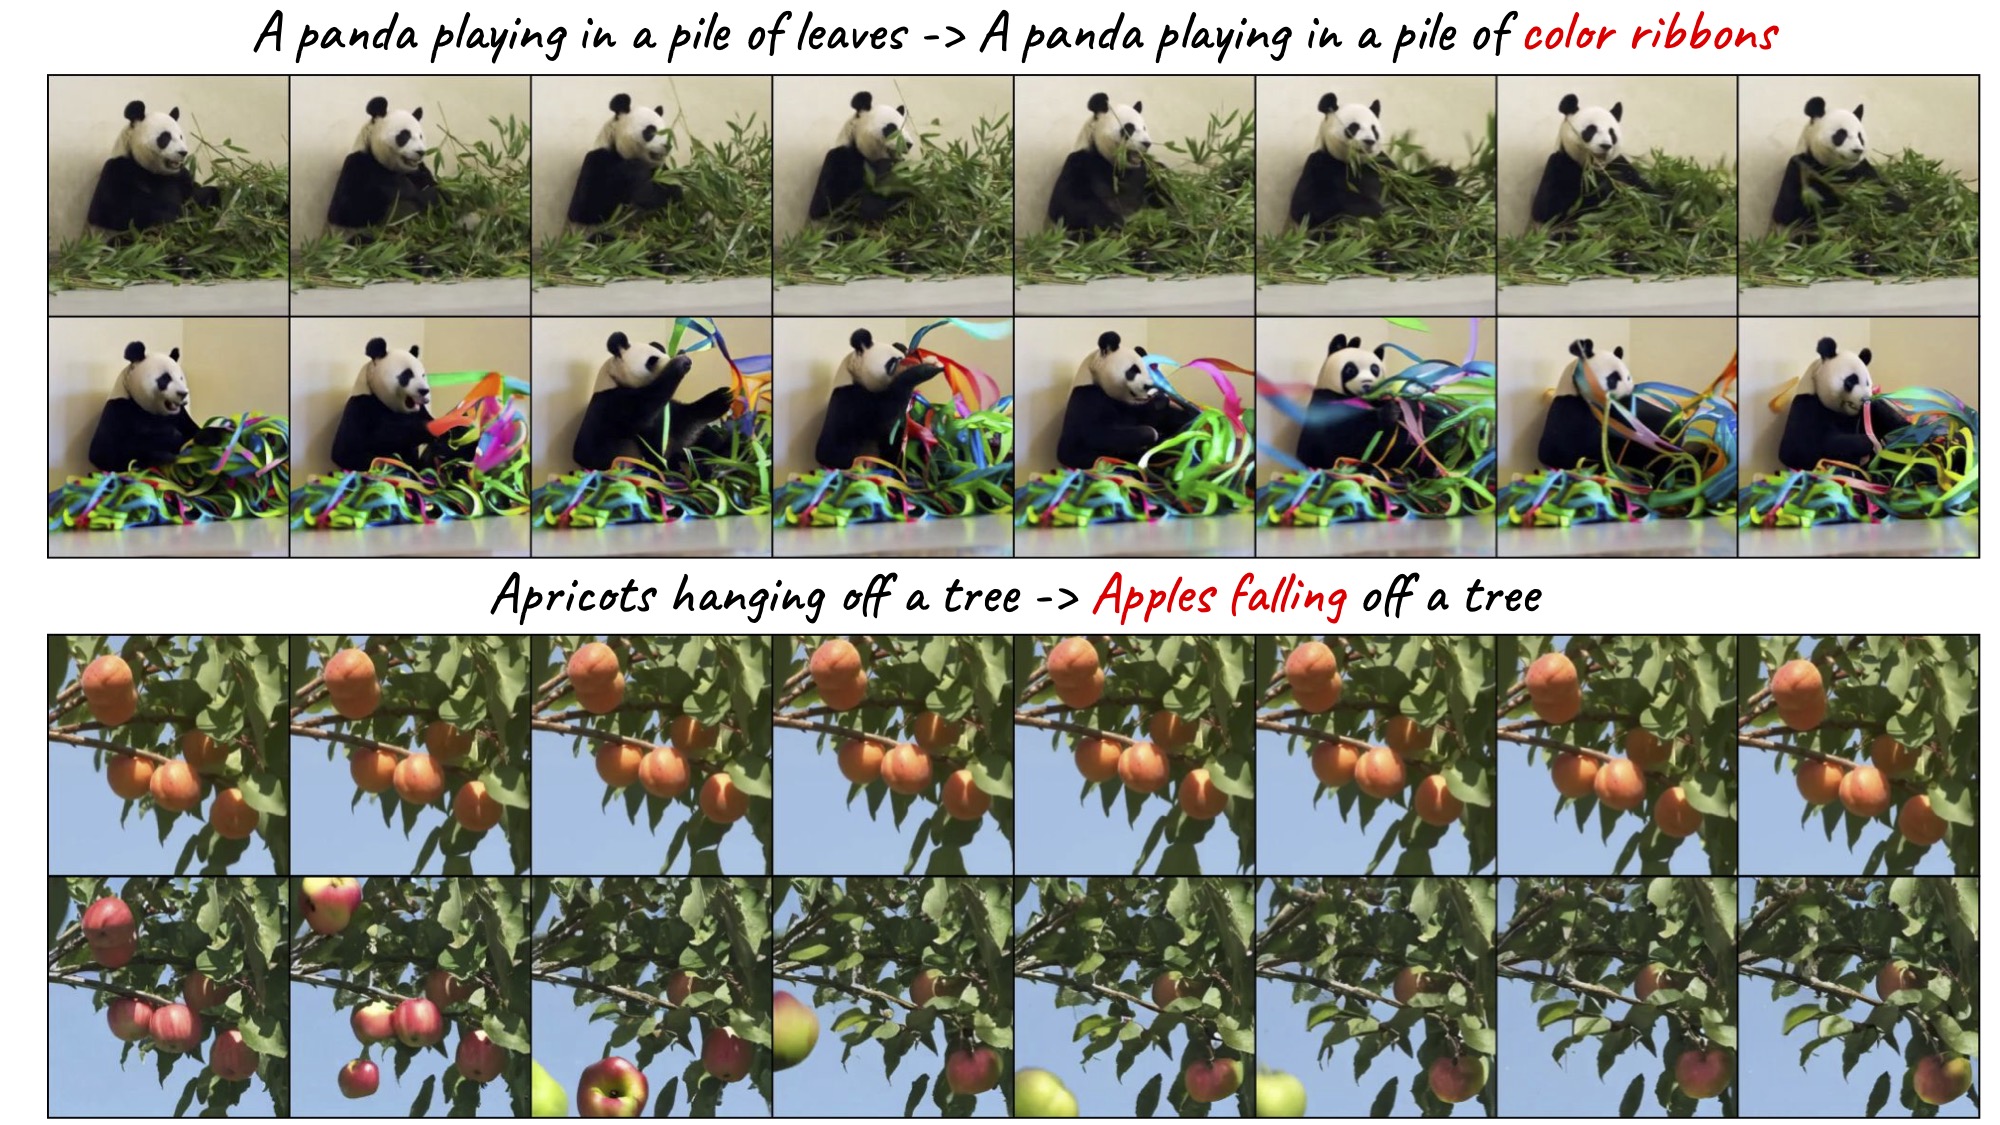 A panda playing in a pile of leaves -> A panda playing in a pile of color ribbons
Apricots hanging off a tree -> Apples falling off a tree